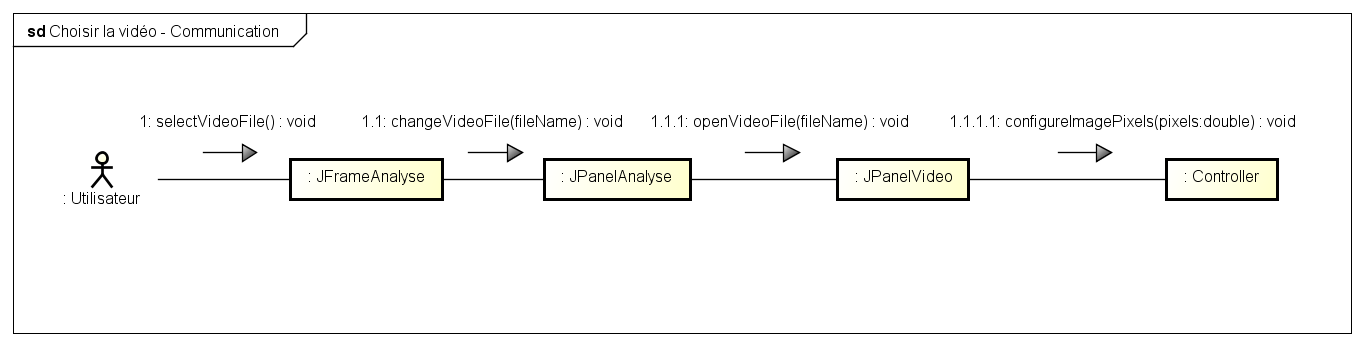 sd Choisir la vidéo - Communication
1: selectVideoFile() : void
1.1: changeVideoFile(fileName) : void
1.1.1: openVideoFile(fileName) : void
1.1.1.1: configureImagePixels(pixels:double) : void
: Utilisateur
: JFrameAnalyse
: JPanelAnalyse
: JPanelVideo
: Controller